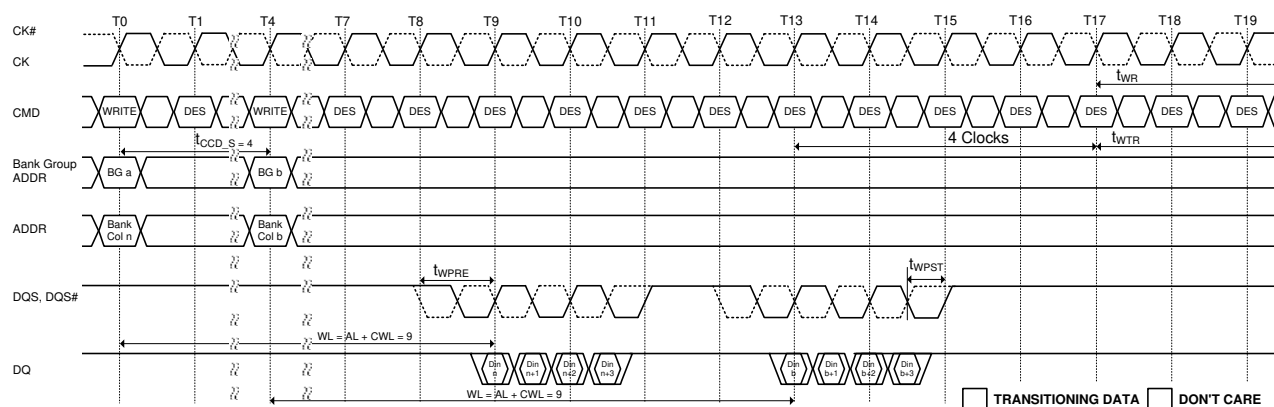 T0 T1 T4 T7 T8 T9 T10 T11 T12 T13 T14 T15 T16 T17 T18 T19
CK#
CK
tWR
CMD WRITE DES WRITE DES DES DES DES DES DES DES DES DES DES DES DES DES
tCCD_S = 4
4 Clocks
tWTR
Bank Group
ADDR
BG a BG b
ADDR
Bank
Col n
Bank
Col b
tWPRE
tWPST
DQS, DQS#
WL = AL + CWL = 9
DQ
Din
n
Din
n+1
Din
n+2
Din
n+3
Din
b
Din
b+1
Din
b+2
Din
b+3
WL = AL + CWL = 9
TRANSITIONING DATA DON'T CARE